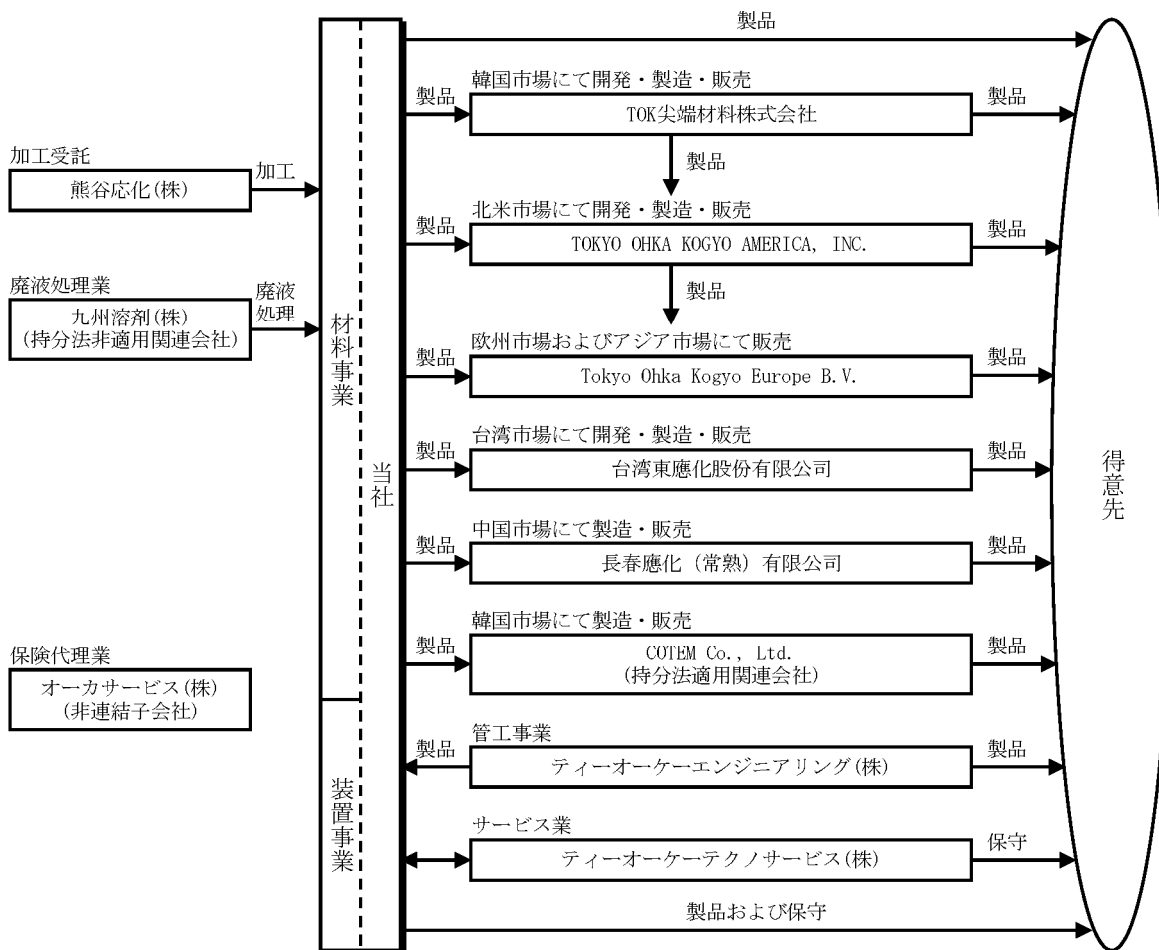 製品
韓国市場にて開発・製造・販売
製品
TOK尖端材料株式会社
製品
製品
加工受託
熊谷応化(株)
加工
北米市場にて開発・製造・販売
製品
TOKYO OHKA KOGYO AMERICA, INC.
製品
製品
廃液処理業
九州溶剤(株)
(持分法非適用関連会社)
廃液
処理
欧州市場およびアジア市場にて販売
製品
Tokyo Ohka Kogyo Europe B.V.
製品
材料事業
当社
得意先
台湾市場にて開発・製造・販売
製品
台湾東應化股份有限公司
製品
中国市場にて製造・販売
製品
長春應化（常熟）有限公司
製品
韓国市場にて製造・販売
製品
COTEM Co., Ltd.
(持分法適用関連会社)
製品
保険代理業
オーカサービス(株)
(非連結子会社)
装置事業
管工事業
製品
ティーオーケーエンジニアリング(株)
製品
サービス業
ティーオーケーテクノサービス(株)
保守
製品および保守